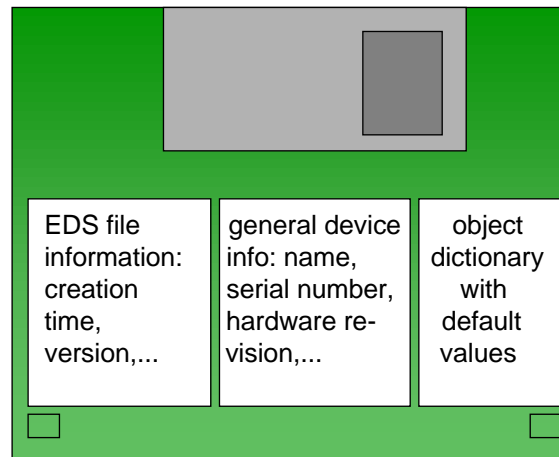 EDS file
information:
creation
time,
version,...
general device
info: name,
serial number,
hardware re-
vision,...
object
dictionary
with
default
values